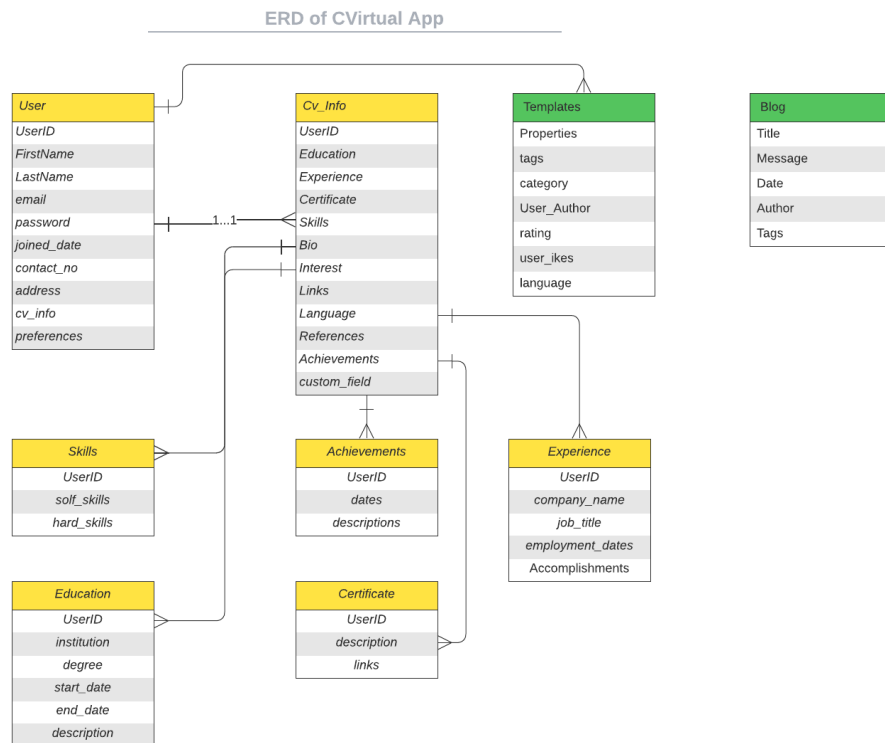 ERD of CVirtual App
User
UserID
FirstName
LastName
email
password
joined_date
contact_no
address
cv_info
preferences
1...1
Cv_Info
UserID
Education
Experience
Certificate
Skills
Bio
Interest
Links
Language
References
Achievements
custom_field
Templates
Properties
tags
category
User_Author
rating
user_ikes
language
Blog
Title
Message
Date
Author
Tags
Skills
UserID
solf_skills
hard_skills
Achievements
UserID
dates
descriptions
Experience
UserID
company_name
job_title
employment_dates
Accomplishments
Education
UserID
institution
degree
start_date
end_date
description
Certificate
UserID
description
links